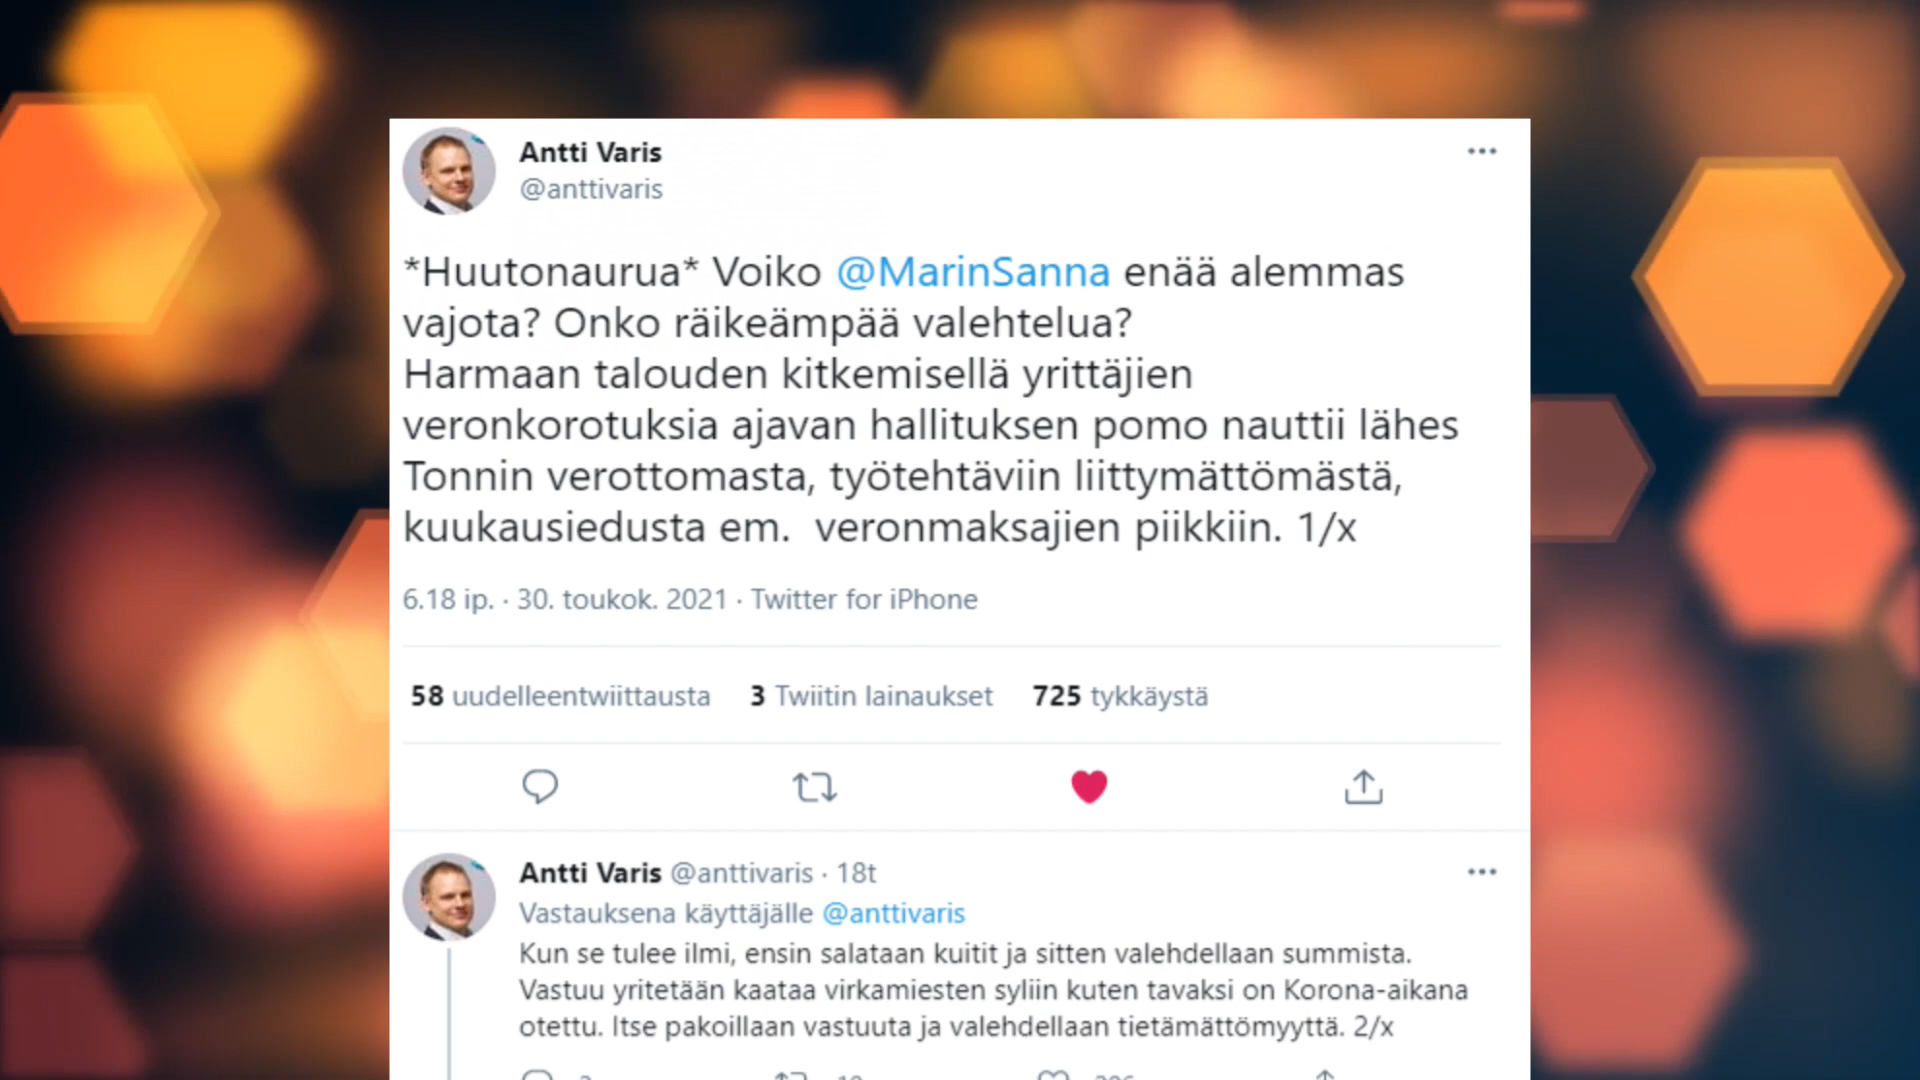 Antti Varis
@anttivaris
*Huutonaurua* Voiko @MarinSanna enää alemmas
vajota? Onko räikeämpää valehtelua?
Harmaan talouden kitkemisellä yrittäjien
veronkorotuksia ajavan hallituksen pomo nauttii lähes
Tonnin verottomasta, työtehtäviin liittymättömästä,
kuukausiedusta em.  veronmaksajien piikkiin. 1/x
6.18 ip. · 30. toukok. 2021 · Twitter for iPhone
58 uudelleentwiittausta 3 Twiitin lainaukset 725 tykkäystä
Antti Varis @anttivaris · 18t
Vastauksena käyttäjälle @anttivaris
Kun se tulee ilmi, ensin salataan kuitit ja sitten valehdellaan summista.
Vastuu yritetään kaataa virkamiesten syliin kuten tavaksi on Korona-aikana
otettu. Itse pakoillaan vastuuta ja valehdellaan tietämättömyyttä. 2/x